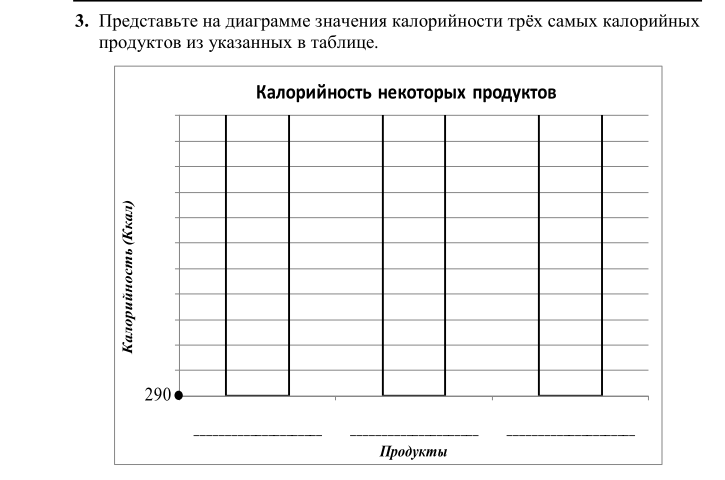 3. Представьте на диаграмме значения калорийности трёх самых калорийных
продуктов из указанных в таблице.
Калорийность некоторых продуктов
Калорийность (Ккал)
290
Продукты